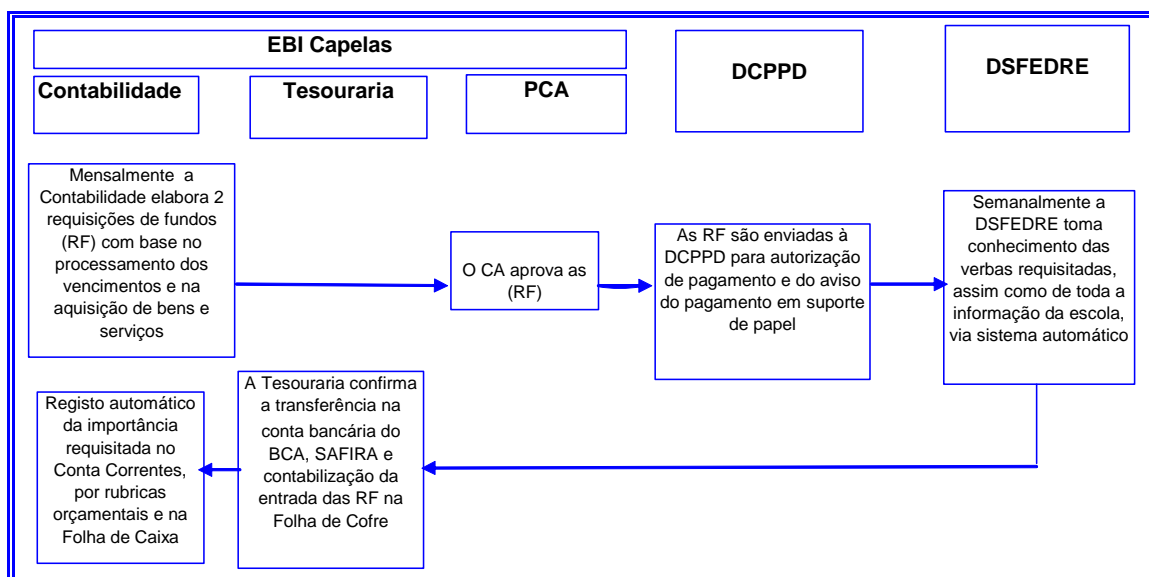 EBI Capelas
DCPPD
DSFEDRE
Contabilidade
Tesouraria
PCA
Mensalmente a
Contabilidade elabora 2
requisições de fundos
(RF) com base no
processamento dos
vencimentos e na
aquisição de bens e
serviços
O CA aprova as
(RF)
As RF são enviadas à
DCPPD para autorização
de pagamento e do aviso
do pagamento em suporte
de papel
Semanalmente a
DSFEDRE toma
conhecimento das
verbas requisitadas,
assim como de toda a
informação da escola,
via sistema automático
A Tesouraria confirma
a transferência na
conta bancária do
BCA, SAFIRA e
contabilização da
entrada das RF na
Folha de Cofre
Registo automático
da importância
requisitada no
Conta Correntes,
por rubricas
orçamentais e na
Folha de Caixa